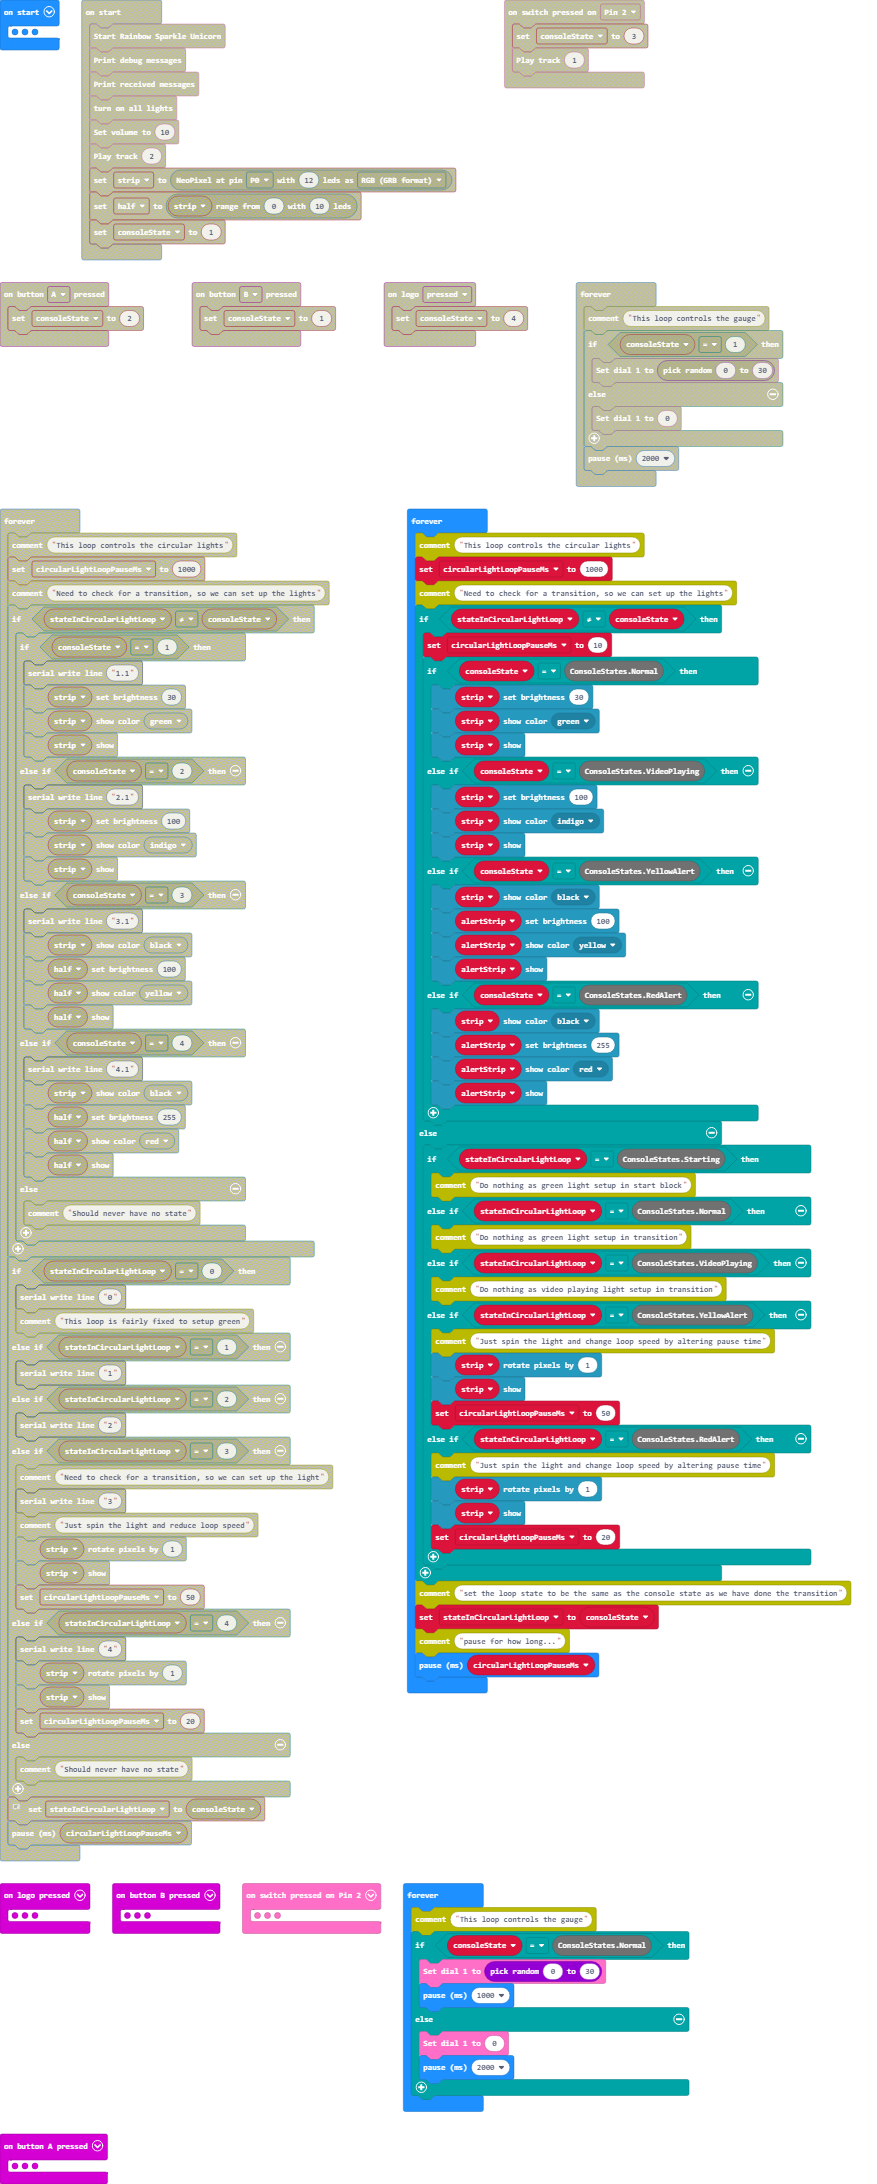 on start
on start
Start Rainbow Sparkle Unicorn
Print debug messages
Print received messages
turn on all lights
Set volume to 10
Play track 2
set strip to NeoPixel at pin P0 with 12 leds as RGB (GRB format)
set half to strip range from 0 with 10 leds
set consoleState to 1
on switch pressed on Pin 2
set consoleState to 3
Play track 1
on button A pressed
set consoleState to 2
on button B pressed
set consoleState to 1
on logo pressed
set consoleState to 4
forever
comment "This loop controls the gauge"
if consoleState = 1 then
Set dial 1 to pick random 0 to 30
else
Set dial 1 to 0
pause (ms) 2000
forever
comment "This loop controls the circular lights"
set circularLightLoopPauseMs to 1000
comment "Need to check for a transition, so we can set up the lights"
if stateInCircularLightLoop ≠ consoleState then
if consoleState = 1 then
serial write line "1.1"
strip set brightness 30
strip show color green
strip show
else if consoleState = 2 then
serial write line "2.1"
strip set brightness 100
strip show color indigo
strip show
else if consoleState = 3 then
serial write line "3.1"
strip show color black
half set brightness 100
half show color yellow
half show
else if consoleState = 4 then
serial write line "4.1"
strip show color black
half set brightness 255
half show color red
half show
else
comment "Should never have no state"
if stateInCircularLightLoop = 0 then
serial write line "0"
comment "This loop is fairly fixed to setup green"
else if stateInCircularLightLoop = 1 then
serial write line "1"
else if stateInCircularLightLoop = 2 then
serial write line "2"
else if stateInCircularLightLoop = 3 then
comment "Need to check for a transition, so we can set up the light"
serial write line "3"
comment "Just spin the light and reduce loop speed"
strip rotate pixels by 1
strip show
set circularLightLoopPauseMs to 50
else if stateInCircularLightLoop = 4 then
serial write line "4"
strip rotate pixels by 1
strip show
set circularLightLoopPauseMs to 20
else
comment "Should never have no state"
set stateInCircularLightLoop to consoleState
pause (ms) circularLightLoopPauseMs
forever
comment "This loop controls the circular lights"
set circularLightLoopPauseMs to 1000
comment "Need to check for a transition, so we can set up the lights"
if stateInCircularLightLoop ≠ consoleState then
set circularLightLoopPauseMs to 10
if consoleState = ConsoleStates.Normal then
strip set brightness 30
strip show color green
strip show
else if consoleState = ConsoleStates.VideoPlaying then
strip set brightness 100
strip show color indigo
strip show
else if consoleState = ConsoleStates.YellowAlert then
strip show color black
alertStrip set brightness 100
alertStrip show color yellow
alertStrip show
else if consoleState = ConsoleStates.RedAlert then
strip show color black
alertStrip set brightness 255
alertStrip show color red
alertStrip show
else
if stateInCircularLightLoop = ConsoleStates.Starting then
comment "Do nothing as green light setup in start block"
else if stateInCircularLightLoop = ConsoleStates.Normal then
comment "Do nothing as green light setup in transition"
else if stateInCircularLightLoop = ConsoleStates.VideoPlaying then
comment "Do nothing as video playing light setup in transition"
else if stateInCircularLightLoop = ConsoleStates.YellowAlert then
comment "Just spin the light and change loop speed by altering pause time"
strip rotate pixels by 1
strip show
set circularLightLoopPauseMs to 50
else if stateInCircularLightLoop = ConsoleStates.RedAlert then
comment "Just spin the light and change loop speed by altering pause time"
strip rotate pixels by 1
strip show
set circularLightLoopPauseMs to 20
comment "set the loop state to be the same as the console state as we have done the transition"
set stateInCircularLightLoop to consoleState
comment "pause for how long..."
pause (ms) circularLightLoopPauseMs
on logo pressed
on button B pressed
on switch pressed on Pin 2
forever
comment "This loop controls the gauge"
if consoleState = ConsoleStates.Normal then
Set dial 1 to pick random 0 to 30
pause (ms) 1000
else
Set dial 1 to 0
pause (ms) 2000
on button A pressed